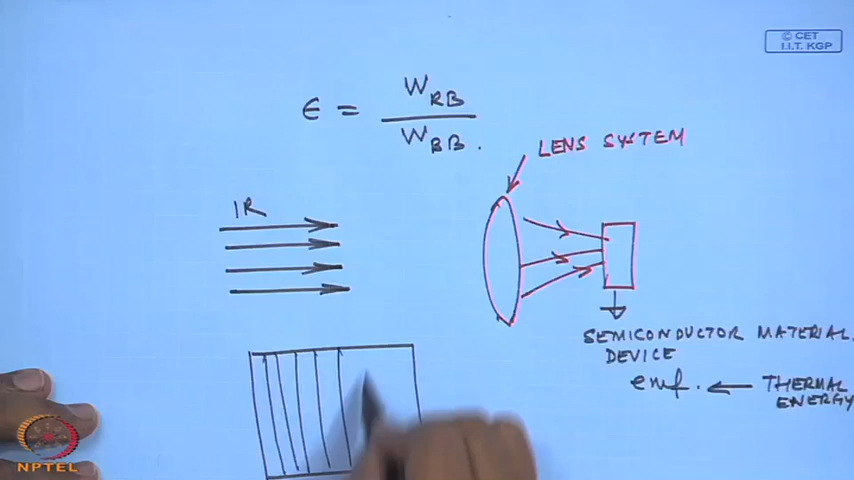 © CET
I.I.T. KGP
ϵ = W_RB / W_BB.
LENS SYSTEM
IR
SEMICONDUCTOR MATERIAL
DEVICE
emf. ← THERMAL
ENERGY
NPTEL